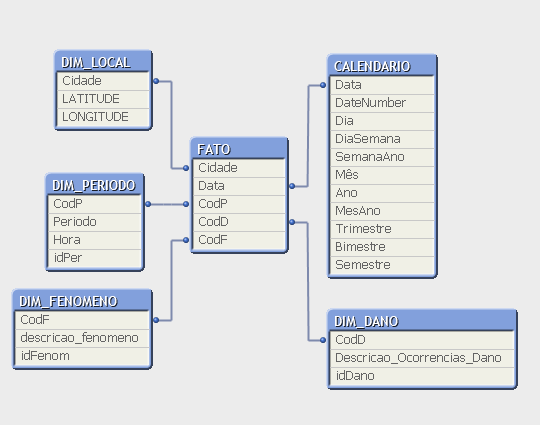 DIM_LOCAL
Cidade
LATITUDE
LONGITUDE
DIM_PERIODO
CodP
Periodo
Hora
idPer
DIM_FENOMENO
CodF
descricao_fenomeno
idFenom
FATO
Cidade
Data
CodP
CodD
CodF
CALENDARIO
Data
DateNumber
Dia
DiaSemana
SemanaAno
Mês
Ano
MesAno
Trimestre
Bimestre
Semestre
DIM_DANO
CodD
Descricao_Ocorrencias_Dano
idDano